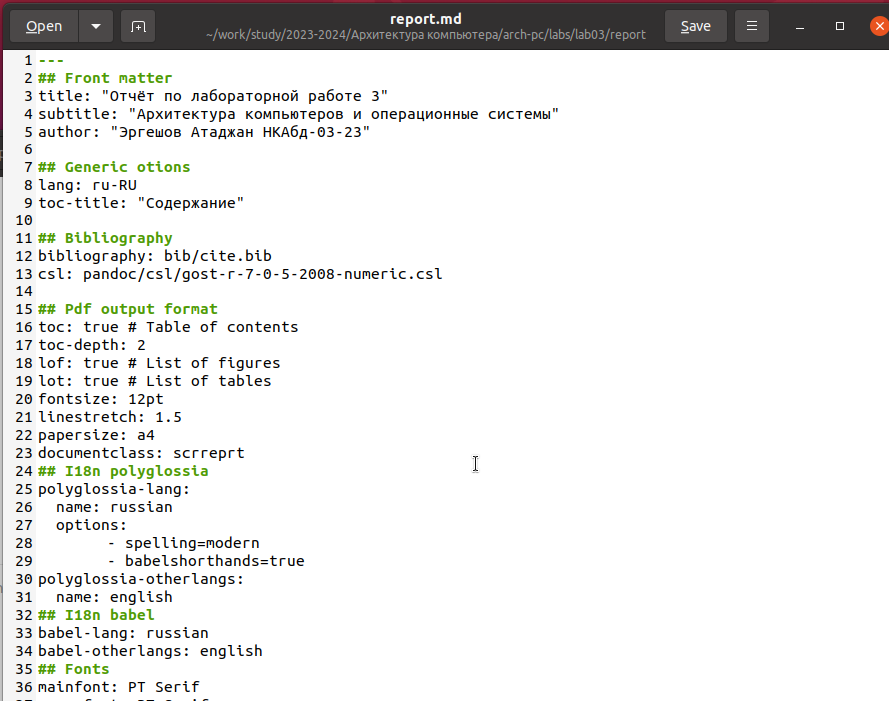 Open
report.md
~/work/study/2023-2024/Архитектура компьютера/arch-pc/labs/lab03/report
Save
1 ---
2 ## Front matter
3 title: "Отчёт по лабораторной работе 3"
4 subtitle: "Архитектура компьютеров и операционные системы"
5 author: "Эргешов Атаджан НКАбд-03-23"
6
7 ## Generic otions
8 lang: ru-RU
9 toc-title: "Содержание"
10
11 ## Bibliography
12 bibliography: bib/cite.bib
13 csl: pandoc/csl/gost-r-7-0-5-2008-numeric.csl
14
15 ## Pdf output format
16 toc: true # Table of contents
17 toc-depth: 2
18 lof: true # List of figures
19 lot: true # List of tables
20 fontsize: 12pt
21 linestretch: 1.5
22 papersize: a4
23 documentclass: scrreprt
24 ## I18n polyglossia
25 polyglossia-lang:
26   name: russian
27   options:
28         - spelling=modern
29         - babelshorthands=true
30 polyglossia-otherlangs:
31   name: english
32 ## I18n babel
33 babel-lang: russian
34 babel-otherlangs: english
35 ## Fonts
36 mainfont: PT Serif